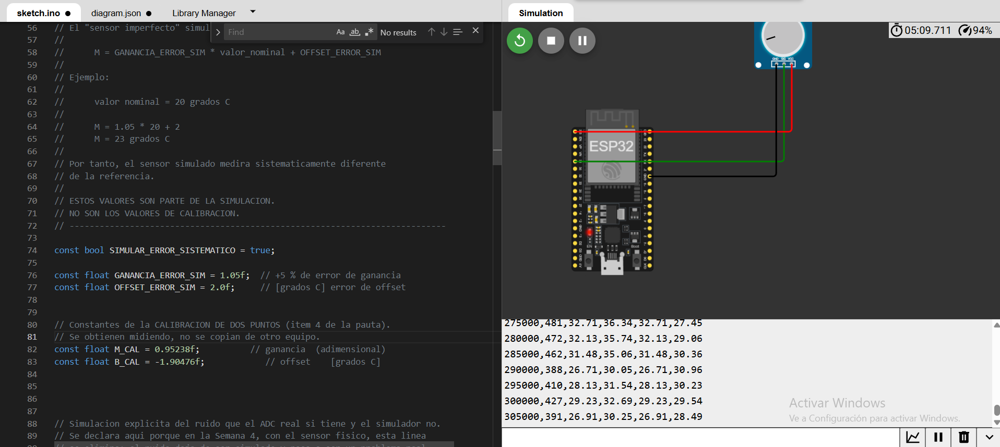 sketch.ino ●
diagram.json ●
Library Manager
Simulation
56 // El "sensor imperfecto" simul
Find
Aa
ab
No results
57 //
58 //      M = GANANCIA_ERROR_SIM * valor_nominal + OFFSET_ERROR_SIM
59 //
60 // Ejemplo:
61 //
62 //      valor nominal = 20 grados C
63 //
64 //      M = 1.05 * 20 + 2
65 //      M = 23 grados C
66 //
67 // Por tanto, el sensor simulado medira sistematicamente diferente
68 // de la referencia.
69 //
70 // ESTOS VALORES SON PARTE DE LA SIMULACION.
71 // NO SON LOS VALORES DE CALIBRACION.
72 // ---------------------------------------------------------------------------
73
74 const bool SIMULAR_ERROR_SISTEMATICO = true;
75
76 const float GANANCIA_ERROR_SIM = 1.05f;  // +5 % de error de ganancia
77 const float OFFSET_ERROR_SIM = 2.0f;     // [grados C] error de offset
78
79
80 // Constantes de la CALIBRACION DE DOS PUNTOS (item 4 de la pauta).
81 // Se obtienen midiendo, no se copian de otro equipo.
82 const float M_CAL = 0.95238f;          // ganancia  (adimensional)
83 const float B_CAL = -1.90476f;            // offset    [grados C]
84
85
86
87
88 // Simulacion explicita del ruido que el ADC real si tiene y el simulador no.
89 // Se declara aqui porque en la Semana 4, con el sensor fisico, esta linea
05:09.711
94%
GND SIG VCC
ESP32
EN
Boot
275000,481,32.71,36.34,32.71,27.45
280000,472,32.13,35.74,32.13,29.06
285000,462,31.48,35.06,31.48,30.36
290000,388,26.71,30.05,26.71,30.96
295000,410,28.13,31.54,28.13,30.23
300000,427,29.23,32.69,29.23,29.54
305000,391,26.91,30.25,26.91,28.49
Activar Windows
Ve a Configuración para activar Windows.